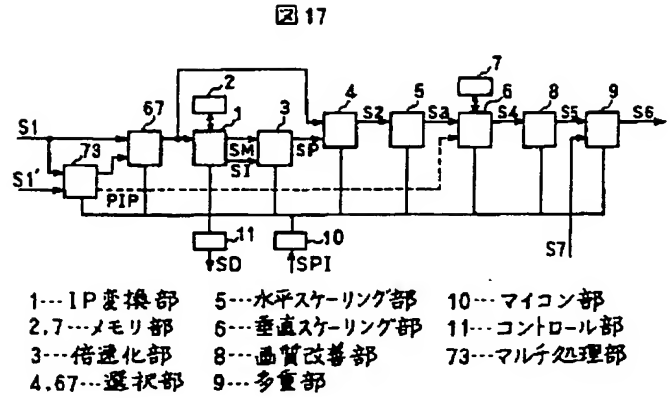 図 17
7
2
67
1
3
4
5
6
8
9
S1
SM
SP
S2
S3
S4
S5
S6
73
SI
S1'
PIP
11
10
S7
SD
SPI
1…IP変換部 5…水平スケーリング部 10…マイコン部
2,7…メモリ部 6…垂直スケーリング部 11…コントロール部
3…倍速化部 8…画質改善部 73…マルチ処理部
4,67…選択部 9…多重部